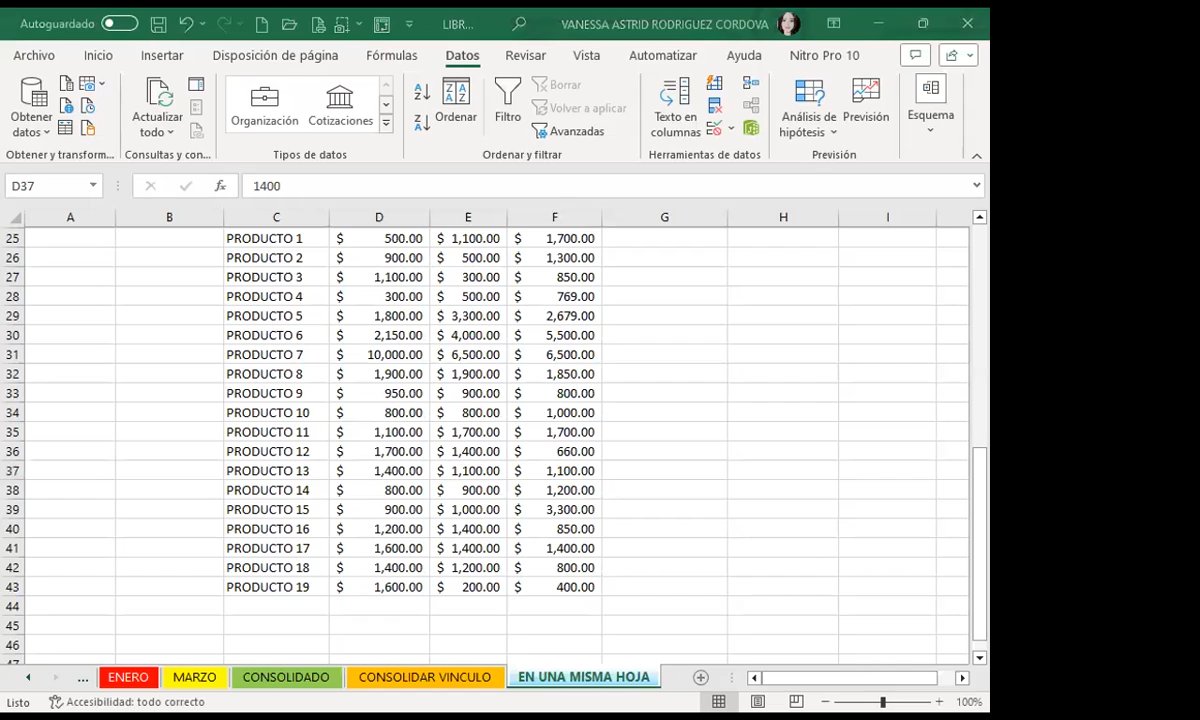 Autoguardado LIBR... VANESSA ASTRID RODRIGUEZ CORDOVA
Archivo Inicio Insertar Disposición de página Fórmulas Datos Revisar Vista Automatizar Ayuda Nitro Pro 10
Obtener datos
Actualizar todo
Organización Cotizaciones
Ordenar
Filtro
Borrar
Volver a aplicar
Avanzadas
Texto en columnas
Análisis de hipótesis
Previsión
Esquema
Obtener y transform... Consultas y con... Tipos de datos Ordenar y filtrar Herramientas de datos Previsión
D37 fx 1400
A B C D E F G H I
25 PRODUCTO 1 $ 500.00 $ 1,100.00 $ 1,700.00
26 PRODUCTO 2 $ 900.00 $ 500.00 $ 1,300.00
27 PRODUCTO 3 $ 1,100.00 $ 300.00 $ 850.00
28 PRODUCTO 4 $ 300.00 $ 500.00 $ 769.00
29 PRODUCTO 5 $ 1,800.00 $ 3,300.00 $ 2,679.00
30 PRODUCTO 6 $ 2,150.00 $ 4,000.00 $ 5,500.00
31 PRODUCTO 7 $ 10,000.00 $ 6,500.00 $ 6,500.00
32 PRODUCTO 8 $ 1,900.00 $ 1,900.00 $ 1,850.00
33 PRODUCTO 9 $ 950.00 $ 900.00 $ 800.00
34 PRODUCTO 10 $ 800.00 $ 800.00 $ 1,000.00
35 PRODUCTO 11 $ 1,100.00 $ 1,700.00 $ 1,700.00
36 PRODUCTO 12 $ 1,700.00 $ 1,400.00 $ 660.00
37 PRODUCTO 13 $ 1,400.00 $ 1,100.00 $ 1,100.00
38 PRODUCTO 14 $ 800.00 $ 900.00 $ 1,200.00
39 PRODUCTO 15 $ 900.00 $ 1,000.00 $ 3,300.00
40 PRODUCTO 16 $ 1,200.00 $ 1,400.00 $ 850.00
41 PRODUCTO 17 $ 1,600.00 $ 1,400.00 $ 1,400.00
42 PRODUCTO 18 $ 1,400.00 $ 1,200.00 $ 800.00
43 PRODUCTO 19 $ 1,600.00 $ 200.00 $ 400.00
44
45
46
47
... ENERO MARZO CONSOLIDADO CONSOLIDAR VINCULO EN UNA MISMA HOJA
Listo Accesibilidad: todo correcto 100%